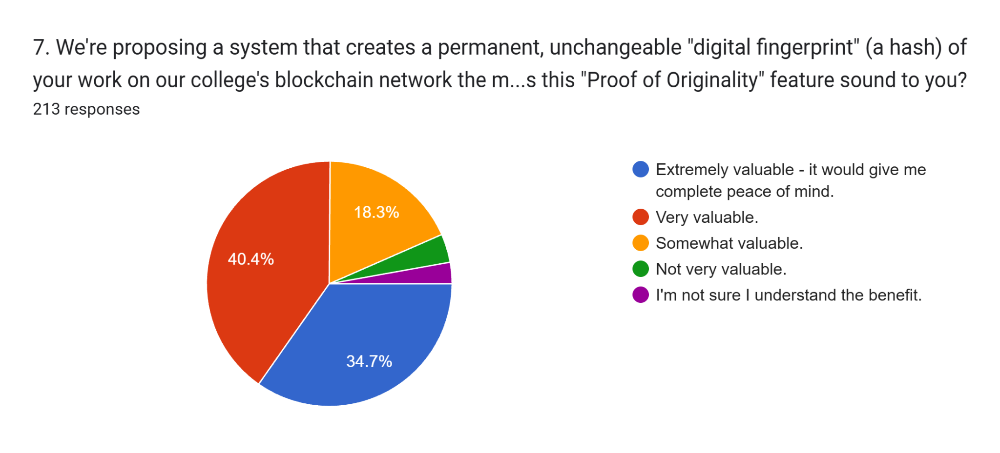 7. We're proposing a system that creates a permanent, unchangeable "digital fingerprint" (a hash) of
your work on our college's blockchain network the m...s this "Proof of Originality" feature sound to you?
213 responses
18.3%
40.4%
34.7%
Extremely valuable - it would give me
complete peace of mind.
Very valuable.
Somewhat valuable.
Not very valuable.
I'm not sure I understand the benefit.